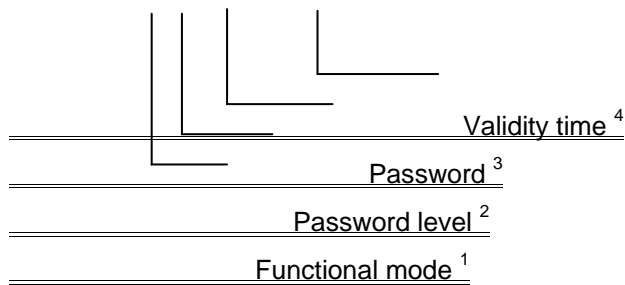 Validity time 4
Password 3
Password level 2
Functional mode 1